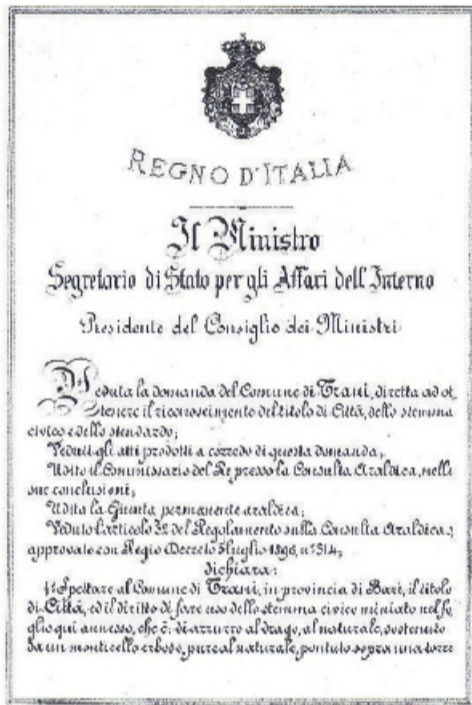 REGNO D'ITALIA
Il Ministro
Segretario di Stato per gli Affari dell'Interno
Presidente del Consiglio dei Ministri
Veduta la domanda del Comune di Trani, diretta ad ot-
tenere il riconoscimento del titolo di Città, dello stemma
civico e dello stendardo;
Veduti gli atti prodotti a corredo di questa domanda;
Udito il Commissario del Re presso la Consulta Araldica, nelle
sue conclusioni;
Udita la Giunta permanente araldica;
Veduto l'articolo 32 del Regolamento sulla Consulta Araldica,
approvato con Regio Decreto 5 luglio 1896, n° 314;
dichiara:
1° Spettare al Comune di Trani, in provincia di Bari, il titolo
di Città, ed il diritto di fare uso dello stemma civico miniato nel fo
glio qui annesso, che è: di azzurro al drago, al naturale, sostenuto
da un monticello erboso, pure al naturale, sopra una torre